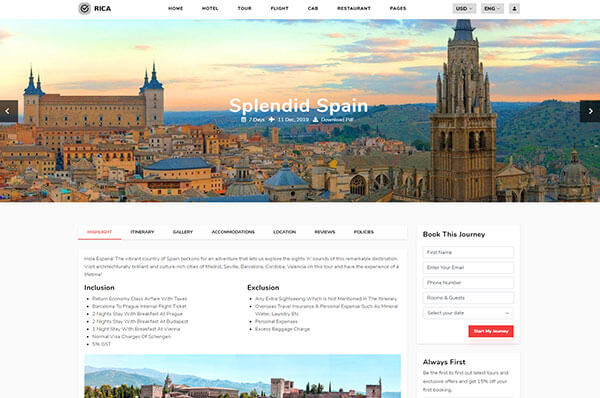 RICA
HOME HOTEL TOUR FLIGHT CAB RESTAURANT PAGES
USD ENG
Splendid Spain
7 Days 11 Dec, 2019 Download Pdf
HIGHLIGHT ITINERARY GALLERY ACCOMMODATIONS LOCATION REVIEWS POLICIES
Hola Espana! The vibrant country of Spain beckons for an adventure that lets us explore the sights 'n' sounds of this remarkable destination.
Visit architechturally brilliant and culture-rich cities of Madrid, Seville, Barcelona, Cordoba, Valencia on this tour and have the experience of a
lifetime!
Inclusion
Return Economy Class Airfare With Taxes
Barcelona To Prague Internal Flight Ticket
2 Nights Stay With Breakfast At Prague
2 Nights Stay With Breakfast At Budapest
1 Night Stay With Breakfast At Vienna
Normal Visa Charges Of Schengen
5% GST
Exclusion
Any Extra Sightseeing Which Is Not Mentioned In The Itinerary
Overseas Travel Insurance & Personal Expense Such As Mineral
Water, Laundry Etc
Personal Expenses
Excess Baggage Charge
Book This Journey
First Name
Enter Your Email
Phone Number
Rooms & Guests
Select your date
Start My Journey
Always First
Be the first to find out latest tours and
exclusive offers and get 15% off your
first booking.